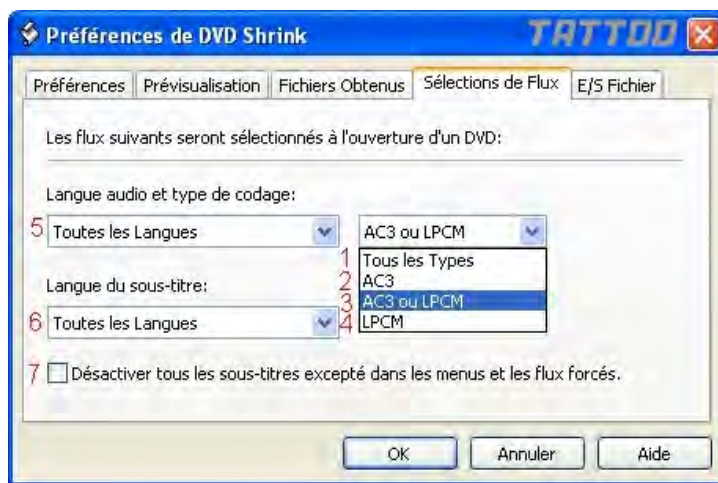 Préférences de DVD Shrink TATTOO
Préférences Prévisualisation Fichiers Obtenus Sélections de Flux E/S Fichier
Les flux suivants seront sélectionnés à l'ouverture d'un DVD:
Langue audio et type de codage:
5 Toutes les Langues AC3 ou LPCM
1 Tous les Types
Langue du sous-titre: 2 AC3
3 AC3 ou LPCM
6 Toutes les Langues 4 LPCM
7 Désactiver tous les sous-titres excepté dans les menus et les flux forcés.
OK Annuler Aide